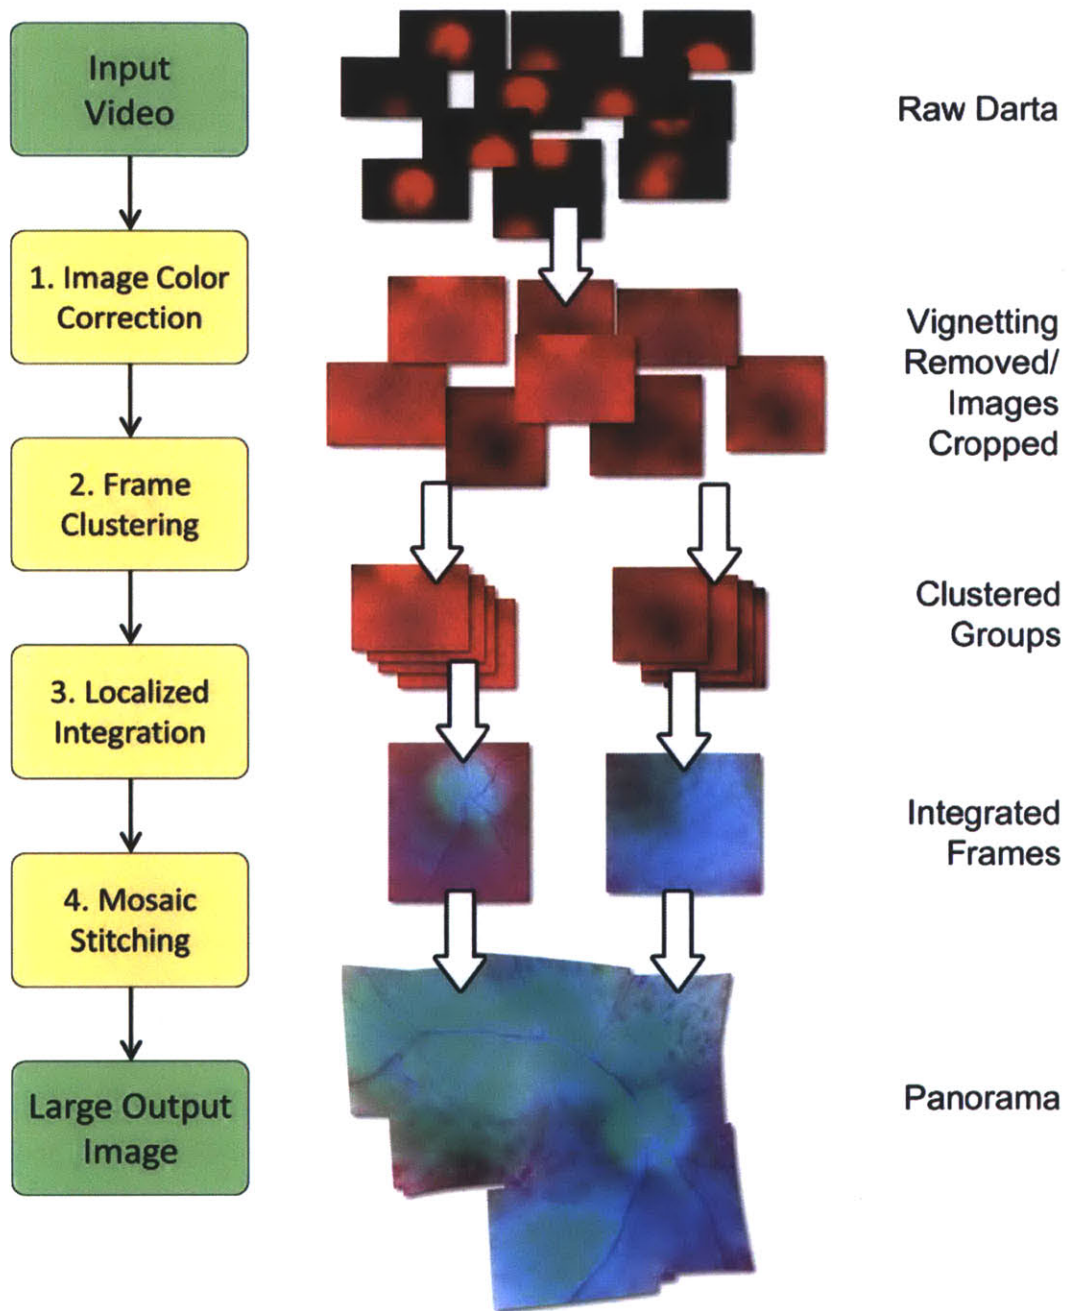 Input
Video
Raw Darta
1. Image Color
Correction
Vignetting
Removed/
Images
Cropped
2. Frame
Clustering
Clustered
Groups
3. Localized
Integration
Integrated
Frames
4. Mosaic
Stitching
Large Output
Image
Panorama